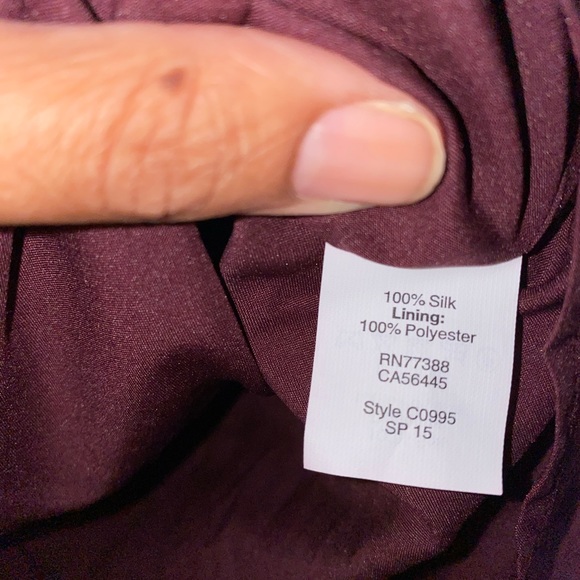 100% Silk
Lining:
100% Polyester
RN77388
CA56445
Style C0995
SP 15